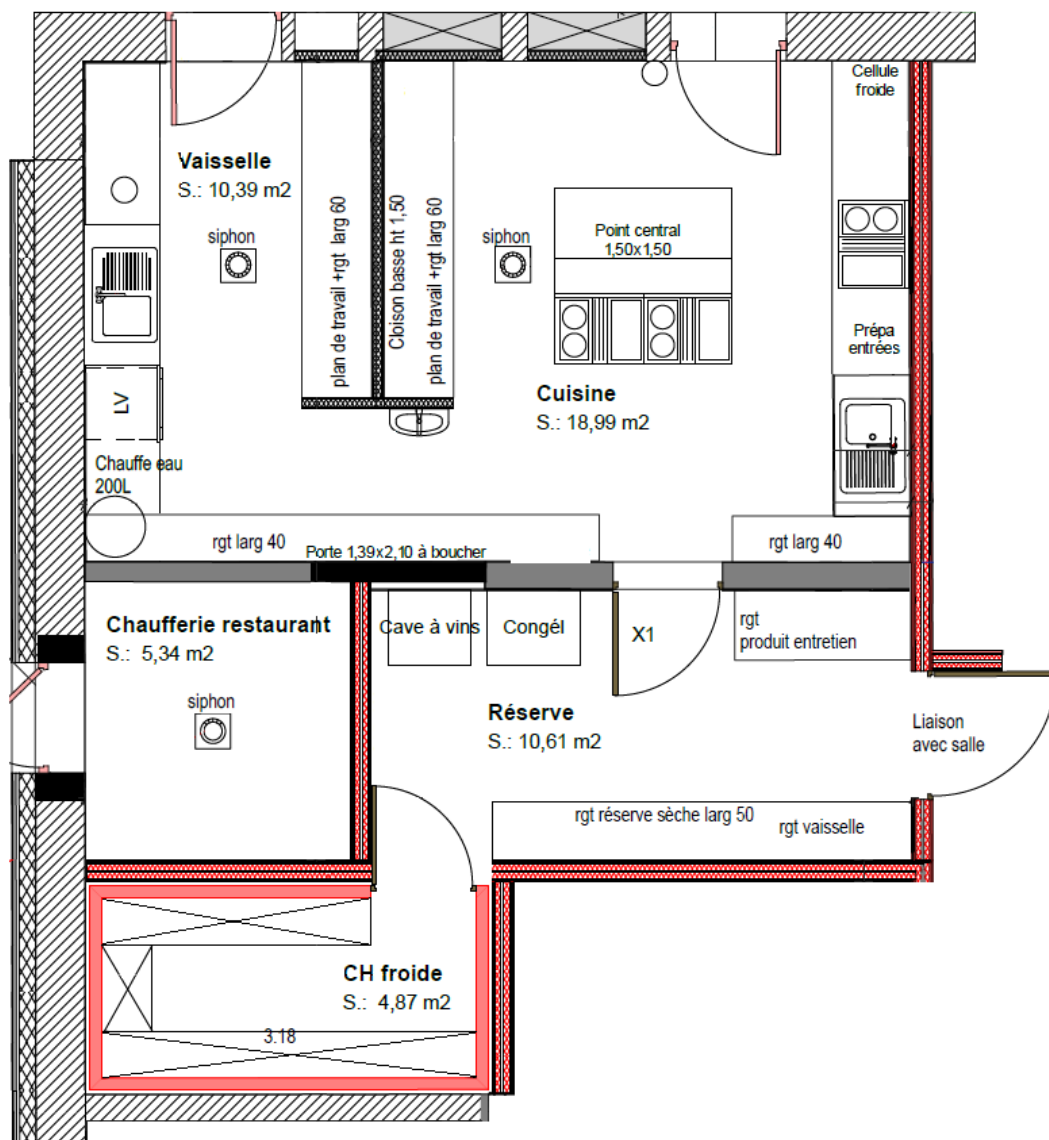 Vaisselle
S.: 10,39 m2
siphon
plan de travail +rgt larg 60
Cloison basse ht 1,50
plan de travail +rgt larg 60
siphon
Point central
1,50x1,50
Cellule
froide
Prépa
entrées
Cuisine
S.: 18,99 m2
LV
Chauffe eau
200L
rgt larg 40
Porte 1,39x2,10 à boucher
rgt larg 40
Chaufferie restaurant
S.: 5,34 m2
siphon
Cave à vins
Congél
X1
rgt
produit entretien
Réserve
S.: 10,61 m2
Liaison
avec salle
rgt réserve sèche larg 50
rgt vaisselle
CH froide
S.: 4,87 m2
3.18